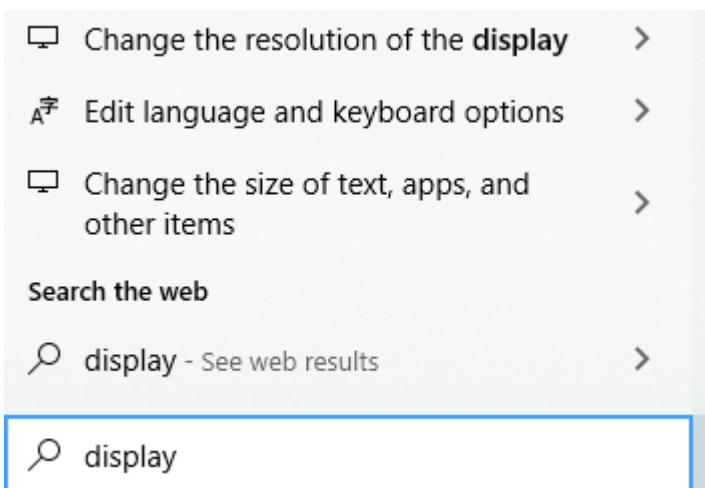 Change the resolution of the display
Edit language and keyboard options
Change the size of text, apps, and
other items
Search the web
display - See web results
display